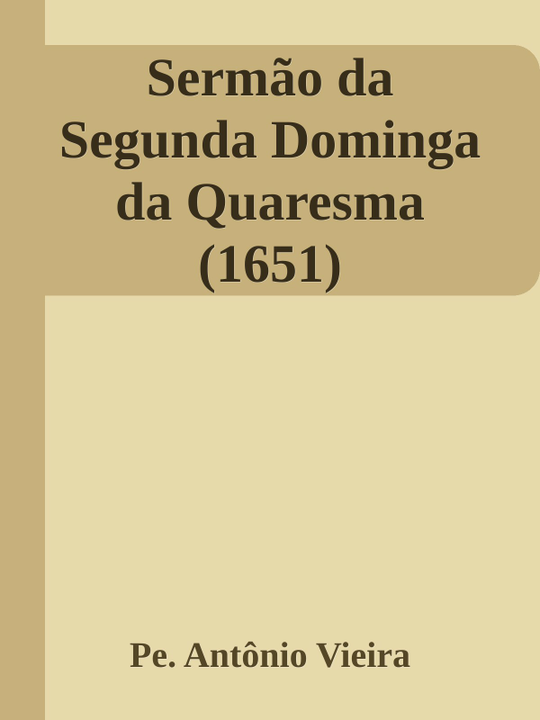 Sermão da
Segunda Dominga
da Quaresma
(1651)
Pe. Antônio Vieira